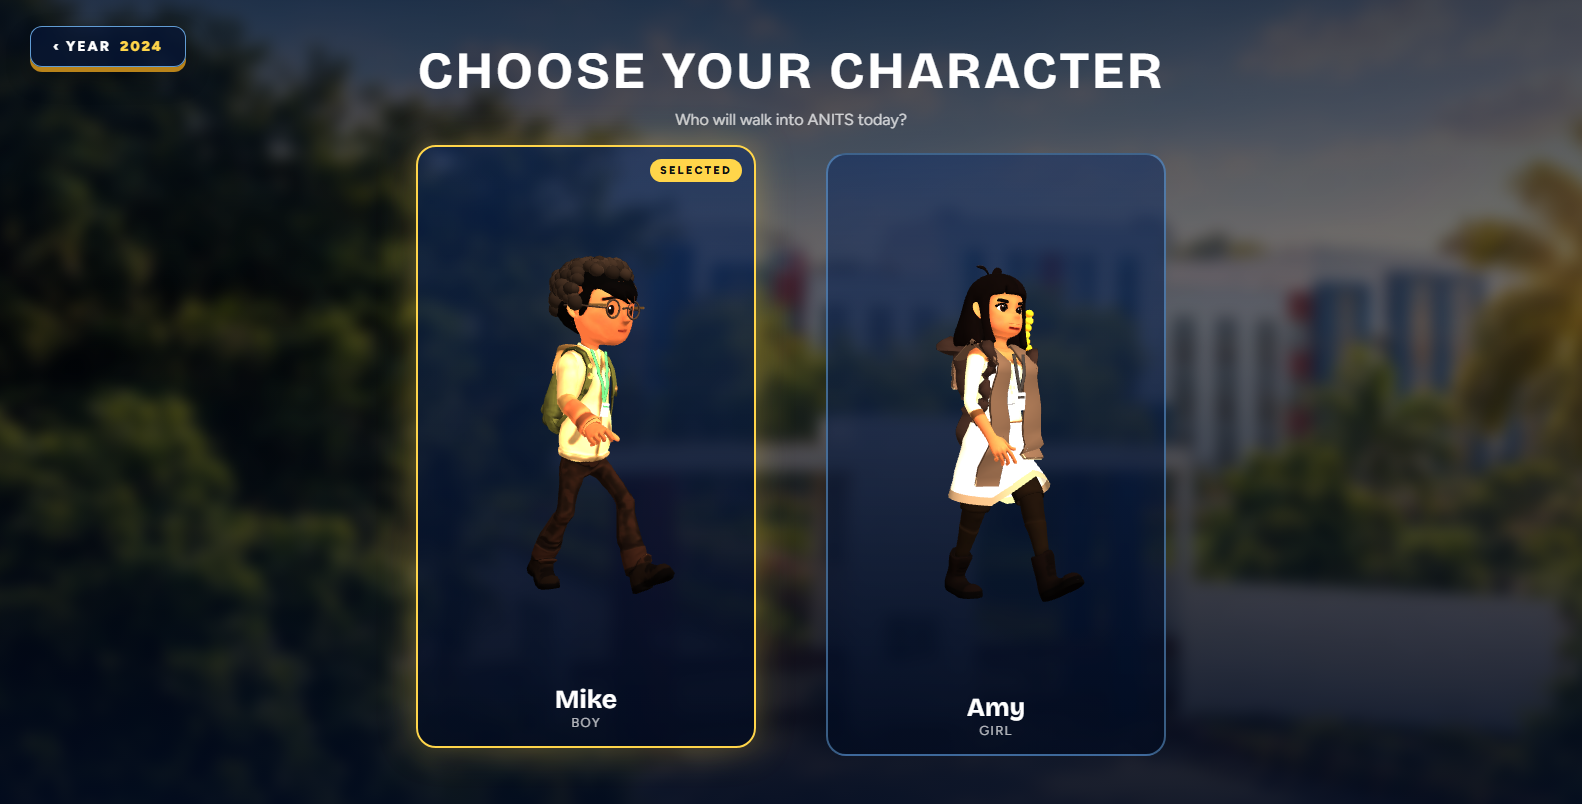 ‹ YEAR 2024
CHOOSE YOUR CHARACTER
Who will walk into ANITS today?
SELECTED
Mike
BOY
Amy
GIRL